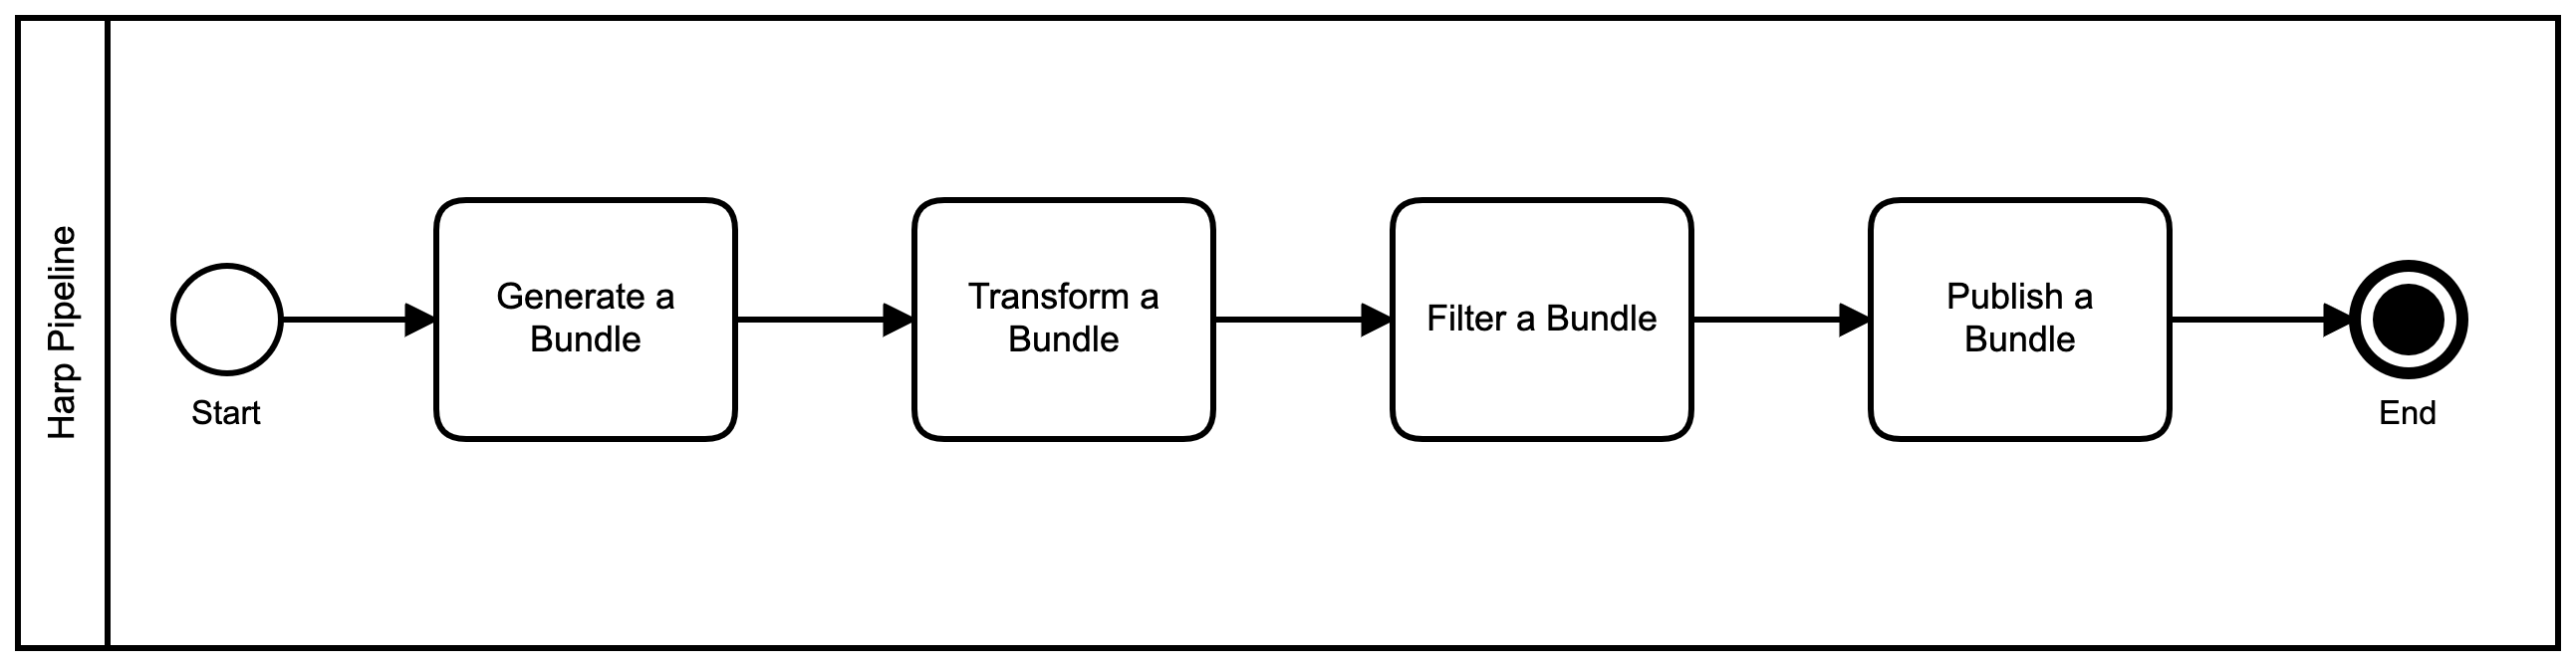 Harp Pipeline
Start
Generate a
Bundle
Transform a
Bundle
Filter a Bundle
Publish a
Bundle
End